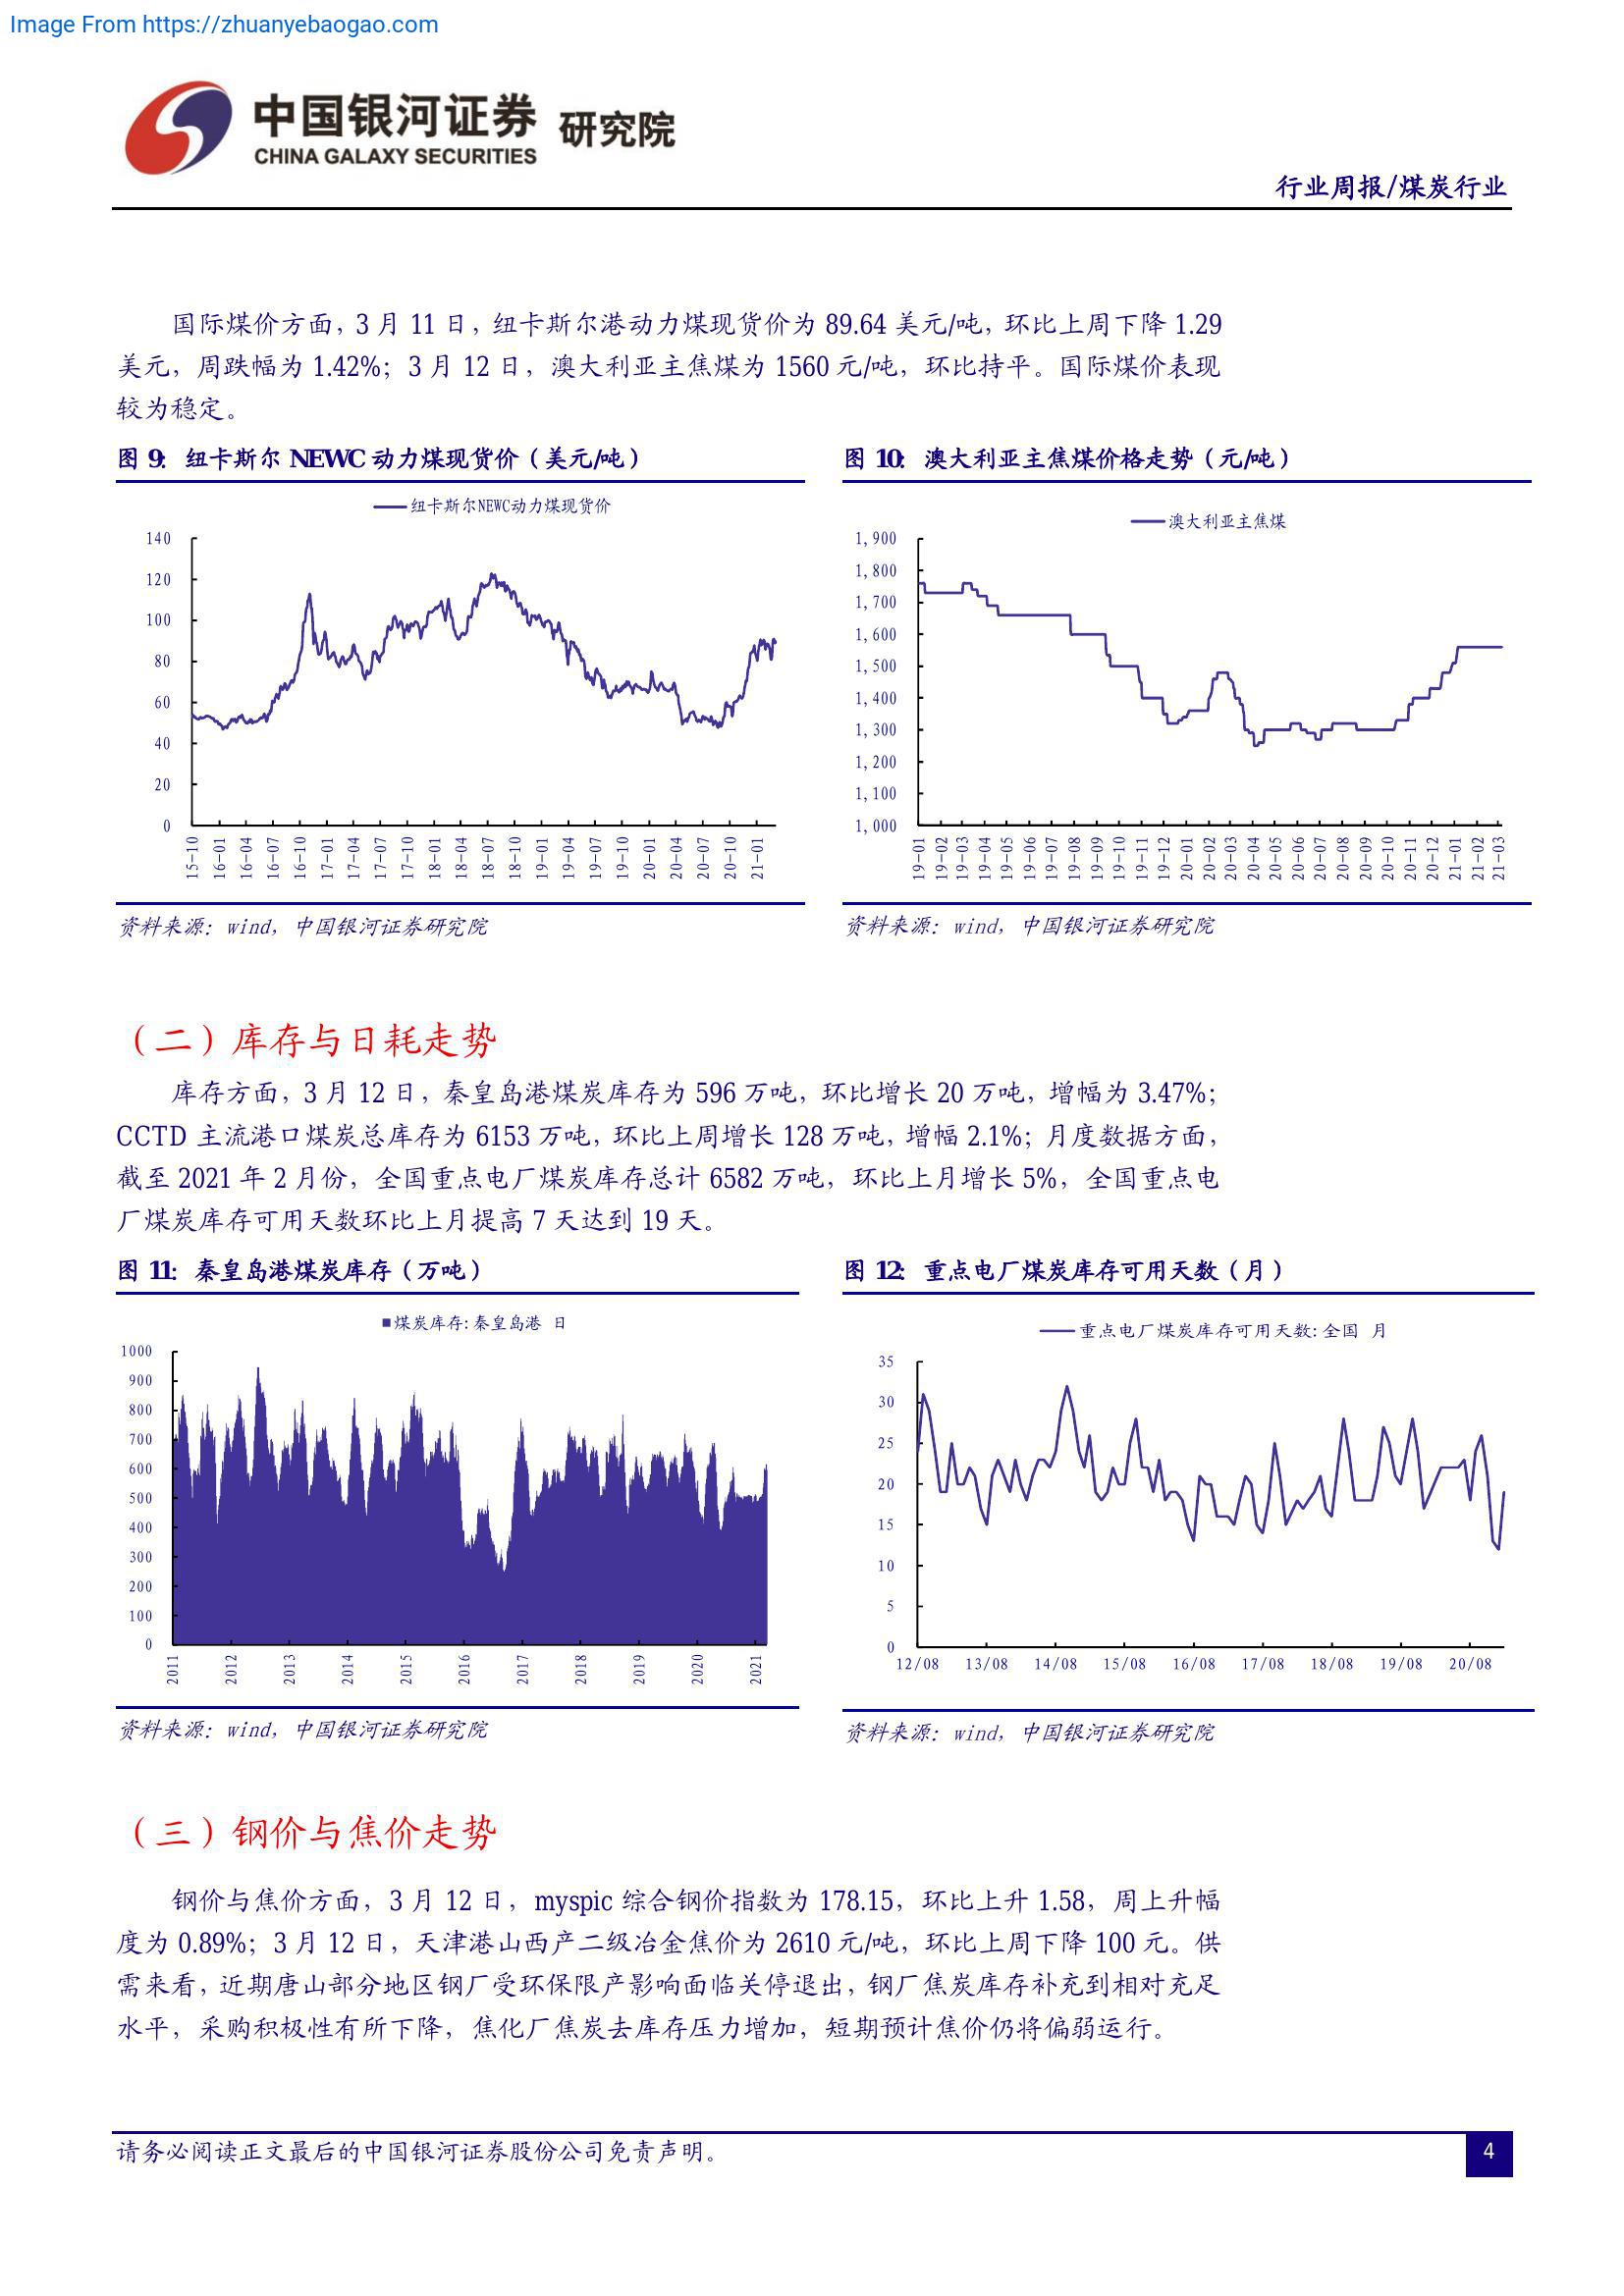 Image From https://zhuanyebaogao.com
中国银河证券 研究院
CHINA GALAXY SECURITIES
行业周报/煤炭行业
国际煤价方面，3 月 11 日，纽卡斯尔港动力煤现货价为 89.64 美元/吨，环比上周下降 1.29
美元，周跌幅为 1.42%；3 月 12 日，澳大利亚主焦煤为 1560 元/吨，环比持平。国际煤价表现
较为稳定。
图 9：纽卡斯尔 NEWC 动力煤现货价（美元/吨）
纽卡斯尔NEWC动力煤现货价
140
120
100
80
60
40
20
0
15-10 16-01 16-04 16-07 16-10 17-01 17-04 17-07 17-10 18-01 18-04 18-07 18-10 19-01 19-04 19-07 19-10 20-01 20-04 20-07 20-10 21-01
资料来源：wind，中国银河证券研究院
图 10：澳大利亚主焦煤价格走势（元/吨）
澳大利亚主焦煤
1,900
1,800
1,700
1,600
1,500
1,400
1,300
1,200
1,100
1,000
19-01 19-02 19-03 19-04 19-05 19-06 19-07 19-08 19-09 19-10 19-11 19-12 20-01 20-02 20-03 20-04 20-05 20-06 20-07 20-08 20-09 20-10 20-11 20-12 21-01 21-02 21-03
资料来源：wind，中国银河证券研究院
（二）库存与日耗走势
库存方面，3 月 12 日，秦皇岛港煤炭库存为 596 万吨，环比增长 20 万吨，增幅为 3.47%；
CCTD 主流港口煤炭总库存为 6153 万吨，环比上周增长 128 万吨，增幅 2.1%；月度数据方面，
截至 2021 年 2 月份，全国重点电厂煤炭库存总计 6582 万吨，环比上月增长 5%，全国重点电
厂煤炭库存可用天数环比上月提高 7 天达到 19 天。
图 11：秦皇岛港煤炭库存（万吨）
煤炭库存:秦皇岛港 日
1000
900
800
700
600
500
400
300
200
100
0
2011 2012 2013 2014 2015 2016 2017 2018 2019 2020 2021
资料来源：wind，中国银河证券研究院
图 12：重点电厂煤炭库存可用天数（月）
重点电厂煤炭库存可用天数:全国 月
35
30
25
20
15
10
5
0
12/08 13/08 14/08 15/08 16/08 17/08 18/08 19/08 20/08
资料来源：wind，中国银河证券研究院
（三）钢价与焦价走势
钢价与焦价方面，3 月 12 日，myspic 综合钢价指数为 178.15，环比上升 1.58，周上升幅
度为 0.89%；3 月 12 日，天津港山西产二级冶金焦价为 2610 元/吨，环比上周下降 100 元。供
需来看，近期唐山部分地区钢厂受环保限产影响面临关停退出，钢厂焦炭库存补充到相对充足
水平，采购积极性有所下降，焦化厂焦炭去库存压力增加，短期预计焦价仍将偏弱运行。
请务必阅读正文最后的中国银河证券股份公司免责声明。
4